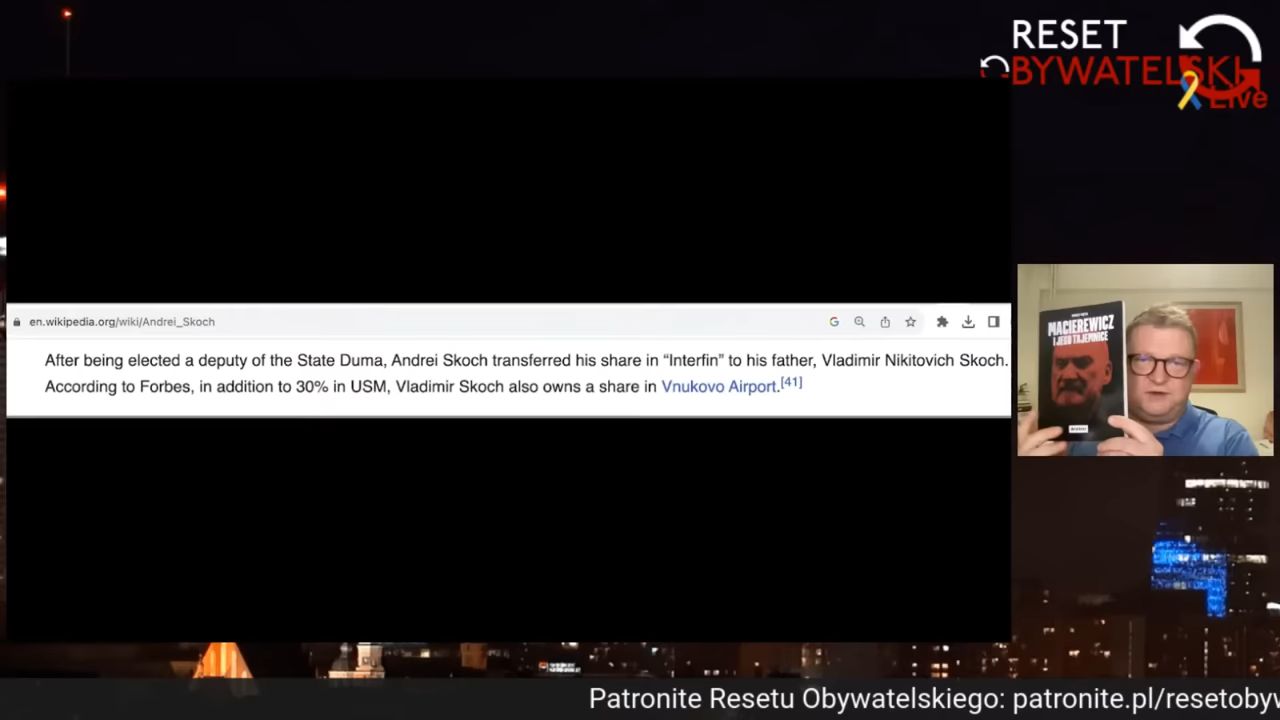 RESET
OBYWATELSKI
Live
en.wikipedia.org/wiki/Andrei_Skoch
After being elected a deputy of the State Duma, Andrei Skoch transferred his share in “Interfin” to his father, Vladimir Nikitovich Skoch.
According to Forbes, in addition to 30% in USM, Vladimir Skoch also owns a share in Vnukovo Airport.[41]
MACIEREWICZ
I JEGO TAJEMNICE
Patronite Resetu Obywatelskiego: patronite.pl/resetobyw